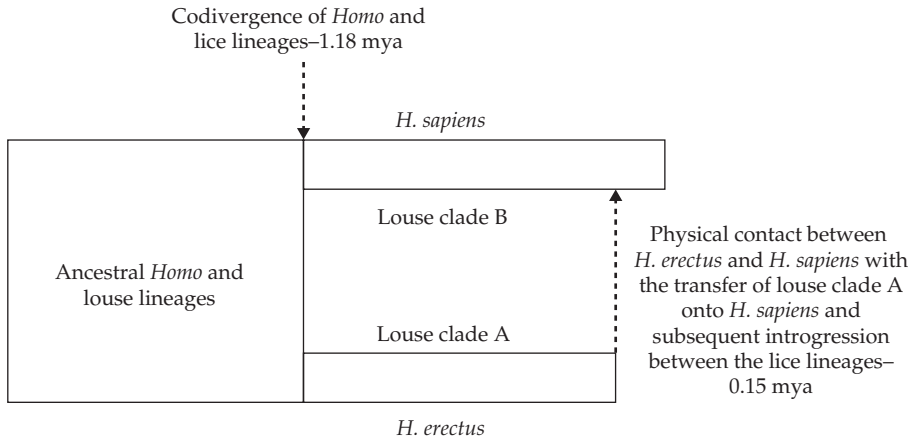 Codivergence of Homo and
lice lineages–1.18 mya
H. sapiens
Louse clade B
Ancestral Homo and
louse lineages
Physical contact between
H. erectus and H. sapiens with
the transfer of louse clade A
onto H. sapiens and
subsequent introgression
between the lice lineages–
0.15 mya
Louse clade A
H. erectus